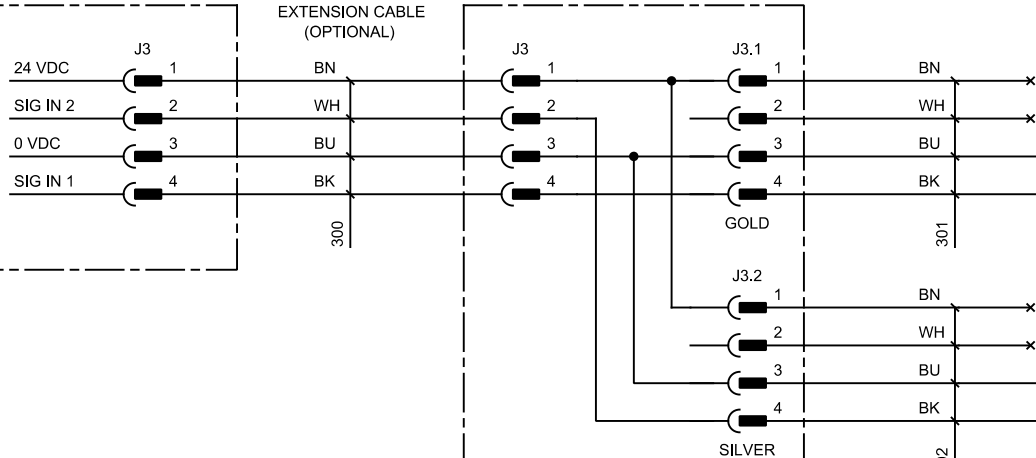 EXTENSION CABLE
(OPTIONAL)
J3
24 VDC 1 BN
SIG IN 2 2 WH
0 VDC 3 BU
SIG IN 1 4 BK
300
J3
1
2
3
4
J3.1
1 BN
2 WH
3 BU
4 BK
GOLD
301
J3.2
1 BN
2 WH
3 BU
4 BK
SILVER